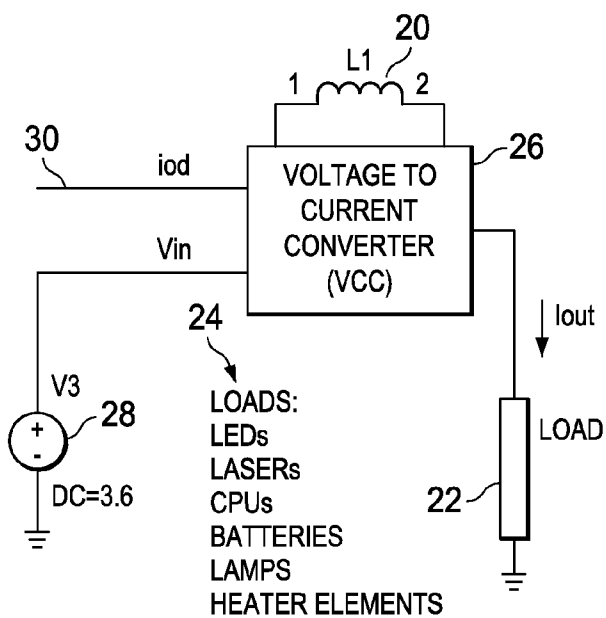 20
L1
1 2
30
iod
26
VOLTAGE TO
CURRENT
CONVERTER
(VCC)
Vin
24
Iout
V3
28
+
-
DC=3.6
LOADS:
LEDs
LASERs
CPUs
BATTERIES
LAMPS
HEATER ELEMENTS
LOAD
22